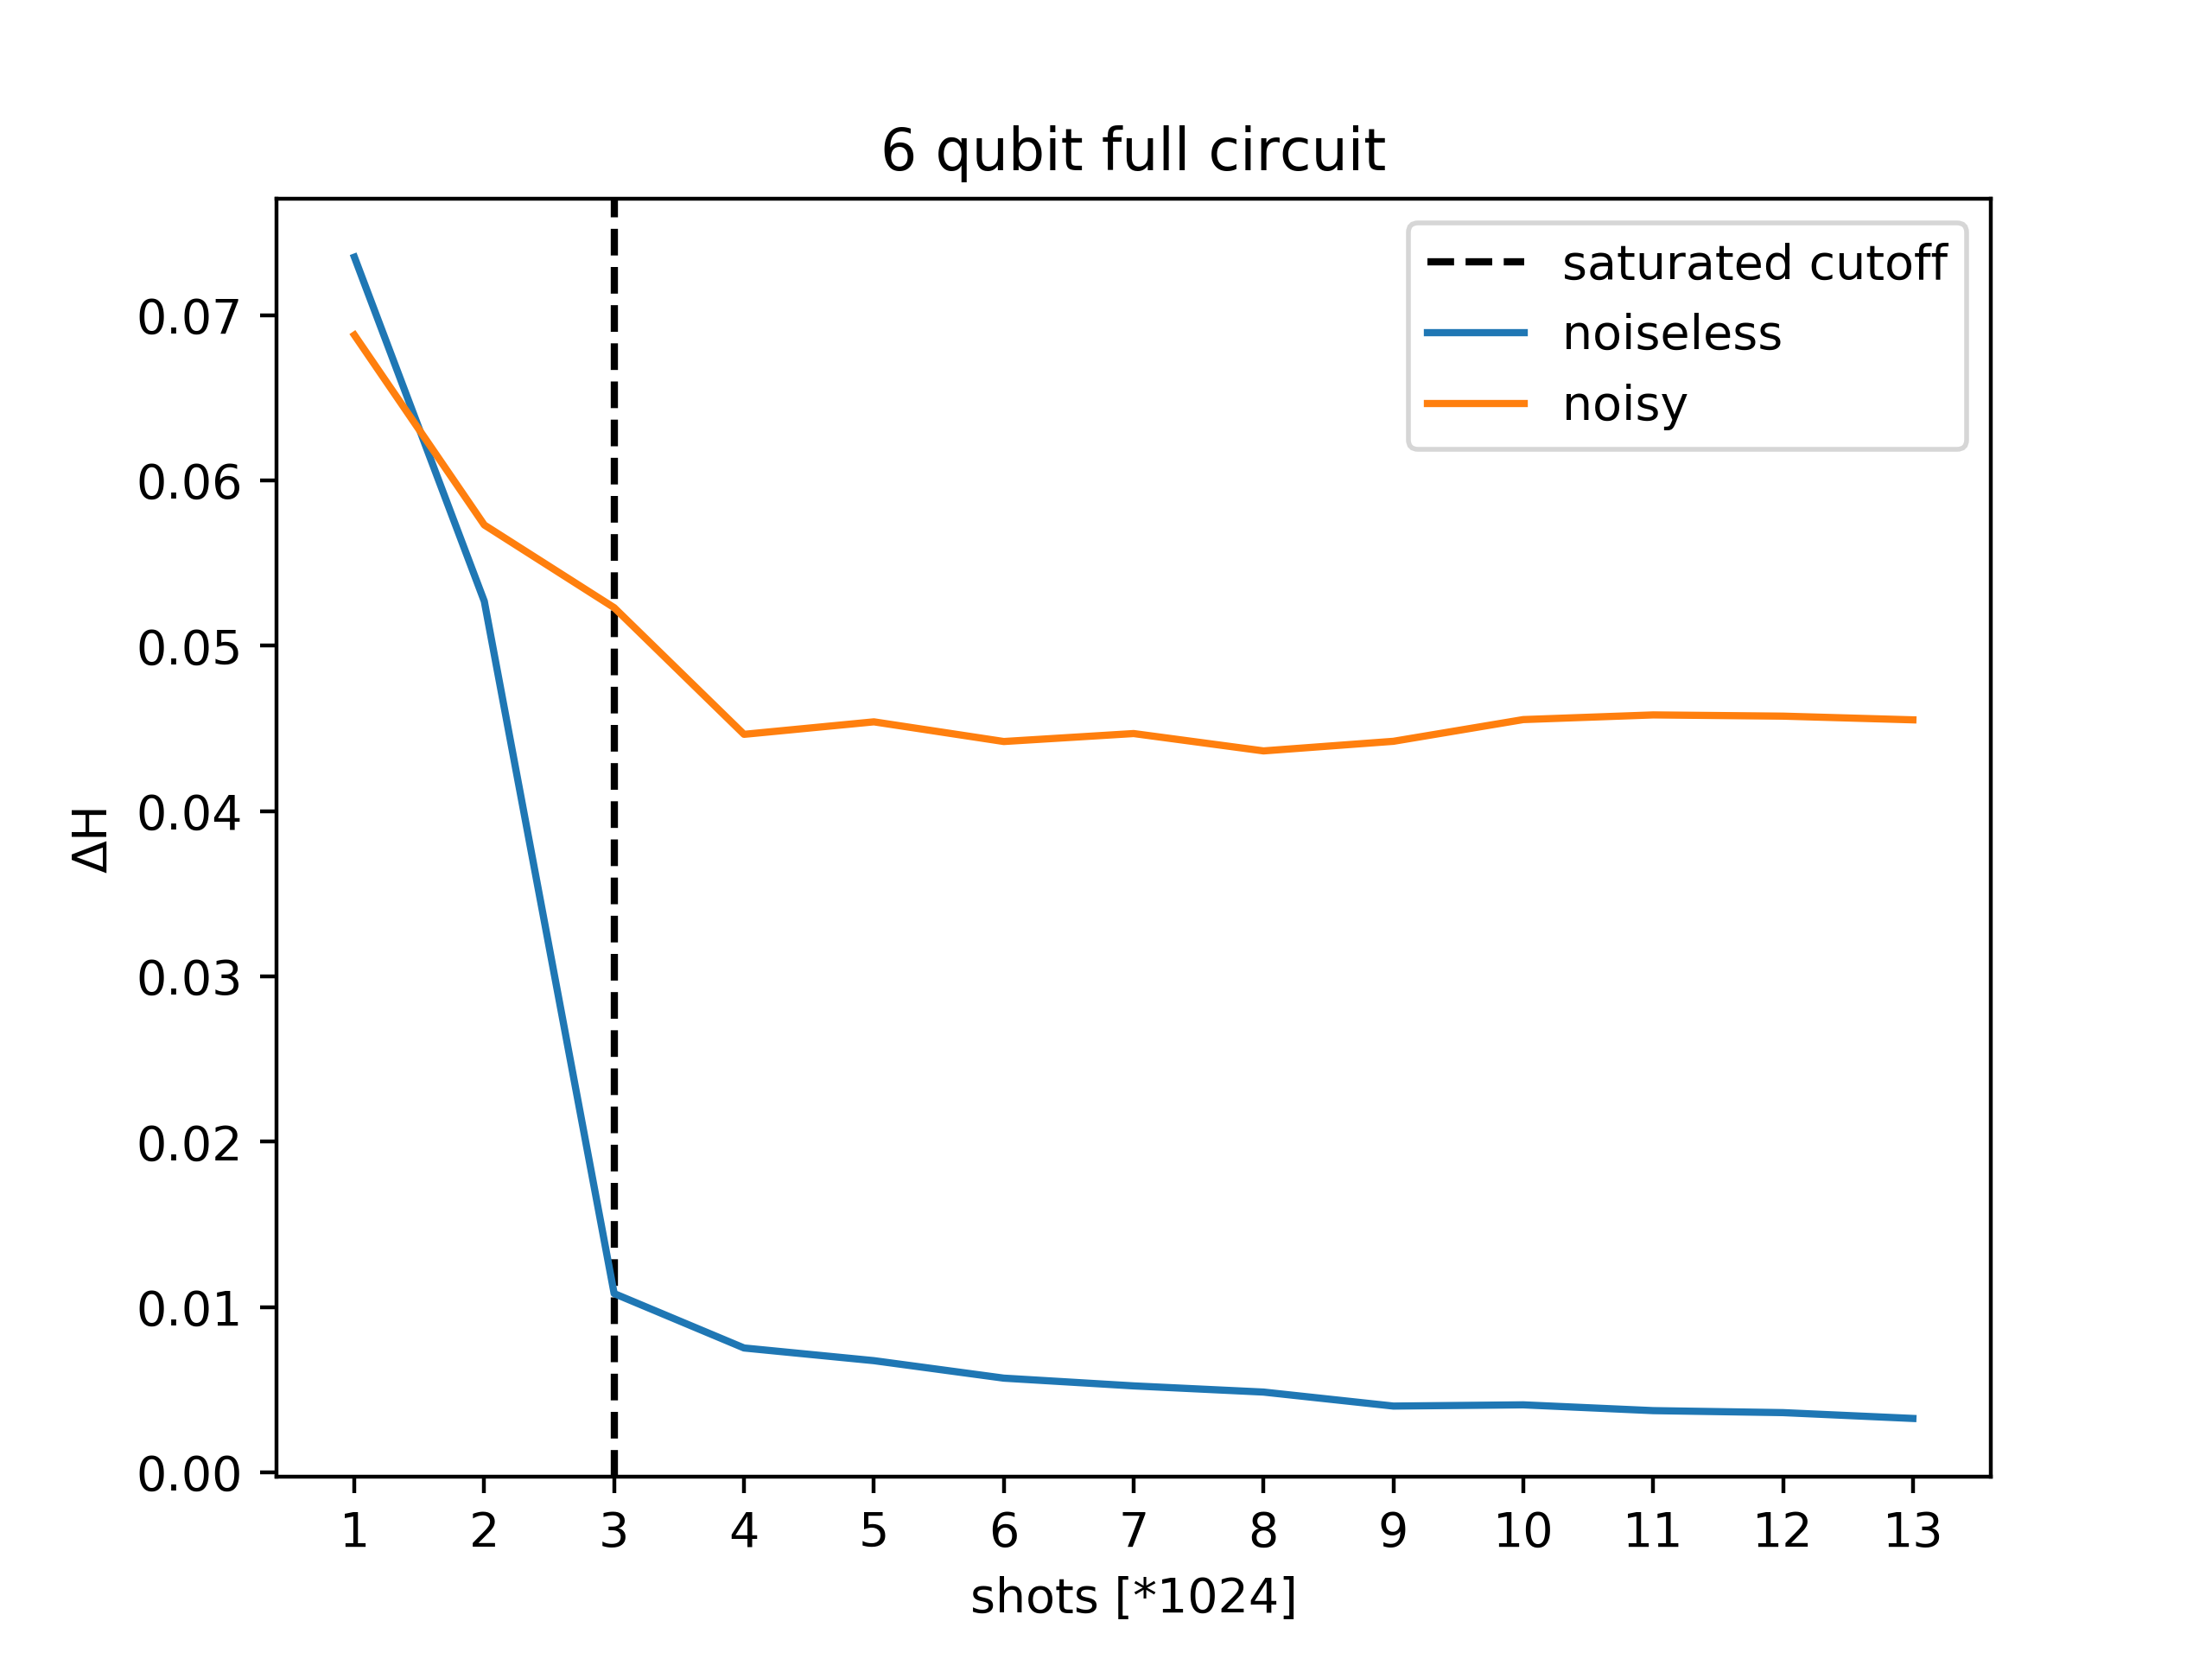 6 qubit full circuit
saturated cutoff
noiseless
noisy
0.07
0.06
0.05
0.04
0.03
0.02
0.01
0.00
ΔH
1 2 3 4 5 6 7 8 9 10 11 12 13
shots [*1024]